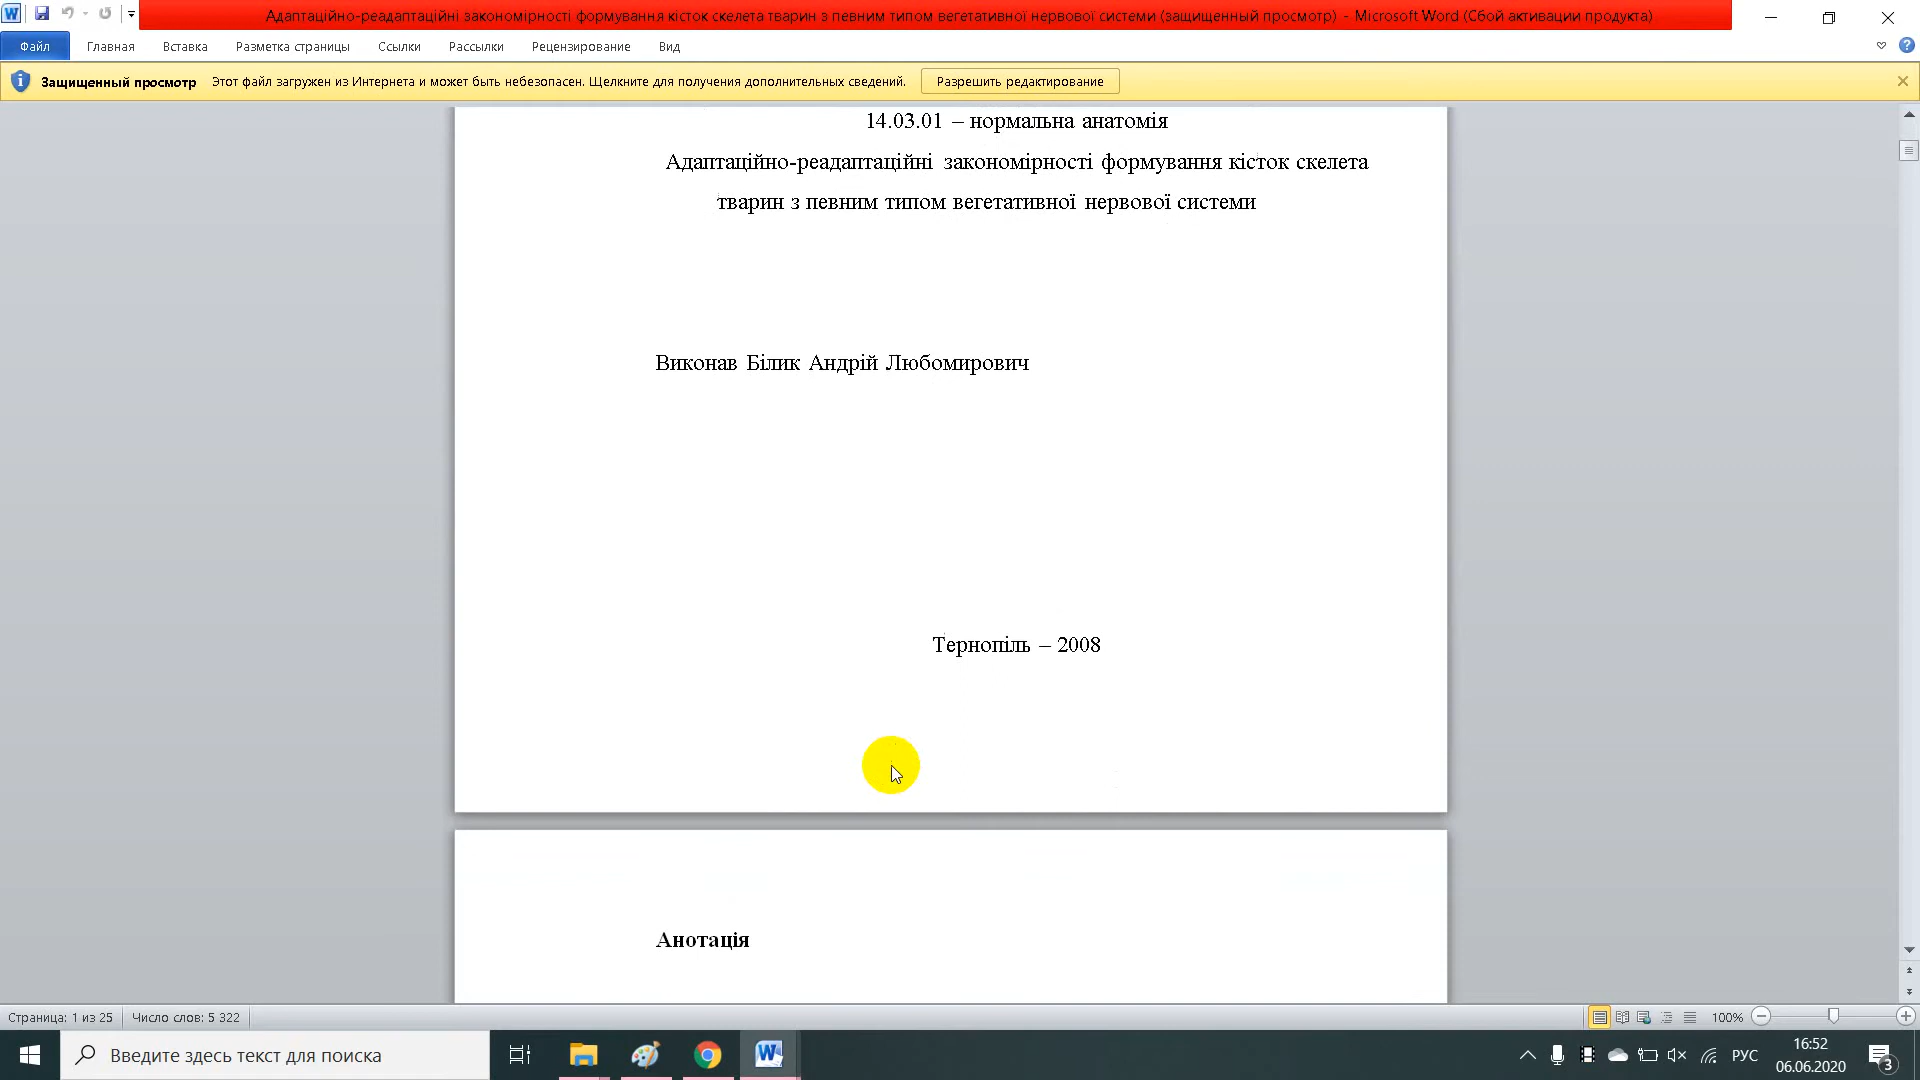 Адаптаційно-реадаптаційні закономірності формування кісток скелета тварин з певним типом вегетативної нервової системи (защищенный просмотр) - Microsoft Word (Сбой активации продукта)
Файл Главная Вставка Разметка страницы Ссылки Рассылки Рецензирование Вид
Защищенный просмотр Этот файл загружен из Интернета и может быть небезопасен. Щелкните для получения дополнительных сведений. Разрешить редактирование
14.03.01 – нормальна анатомія
Адаптаційно-реадаптаційні закономірності формування кісток скелета
тварин з певним типом вегетативної нервової системи
Виконав Білик Андрій Любомирович
Тернопіль – 2008
Анотація
Страница: 1 из 25 Число слов: 5 322 100%
Введите здесь текст для поиска
РУС
16:52
06.06.2020
3